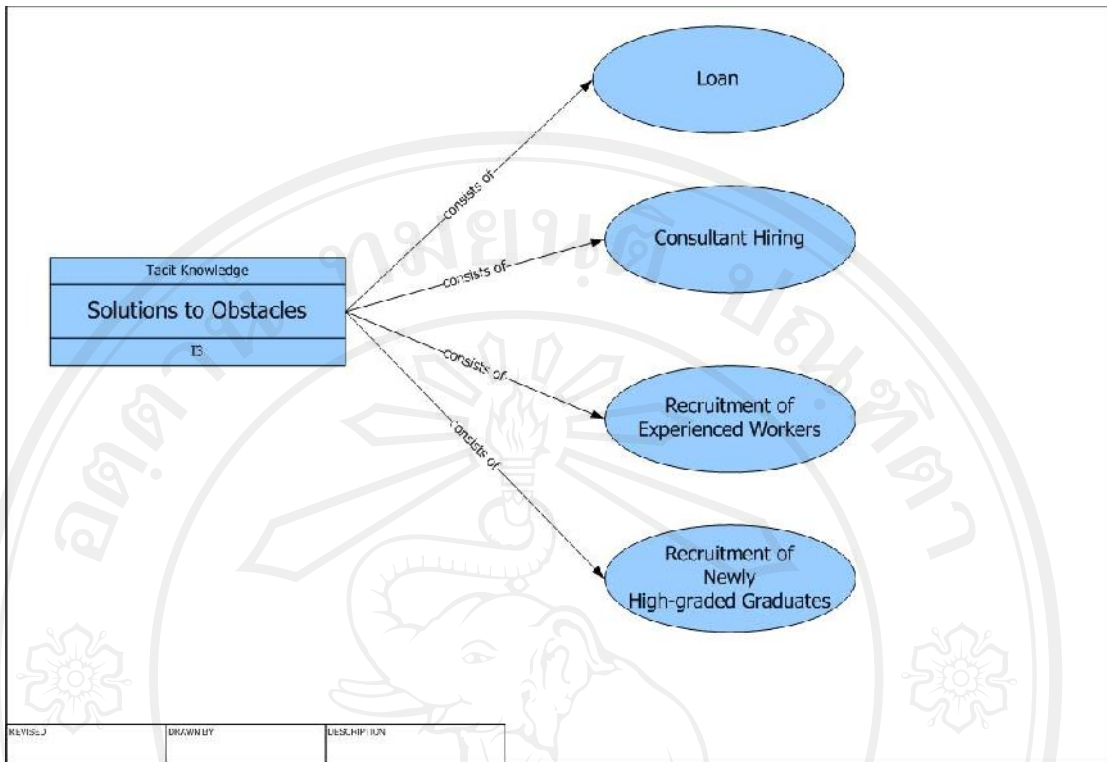 Loan
consists of
Consultant Hiring
consists of
Tacit Knowledge
Solutions to Obstacles
T3
consists of
Recruitment of
Experienced Workers
consists of
Recruitment of
Newly
High-graded Graduates
REVISED
DRAWN BY
DESCRIPTION